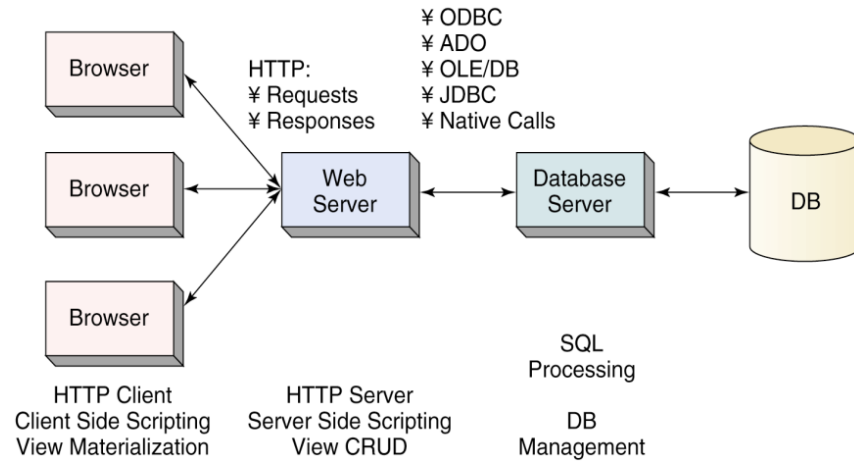 Browser
Browser
Browser
HTTP:
¥ Requests
¥ Responses
¥ ODBC
¥ ADO
¥ OLE/DB
¥ JDBC
¥ Native Calls
Web
Server
Database
Server
DB
HTTP Client
Client Side Scripting
View Materialization
HTTP Server
Server Side Scripting
View CRUD
SQL
Processing
DB
Management